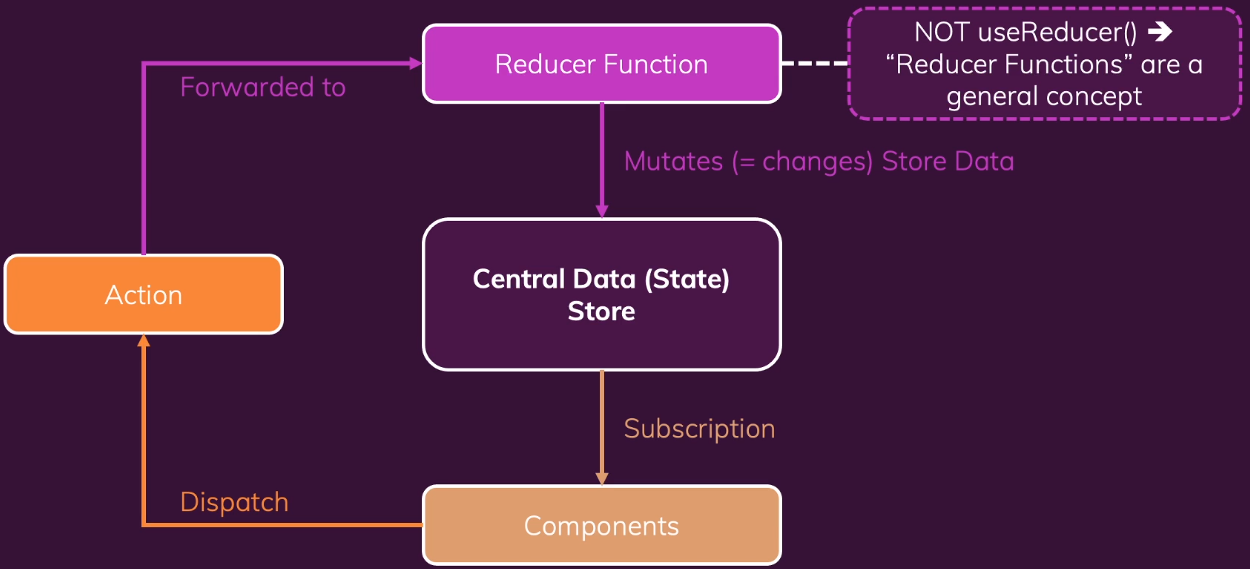 Reducer Function
NOT useReducer() 🡲
“Reducer Functions” are a
general concept
Forwarded to
Mutates (= changes) Store Data
Action
Central Data (State)
Store
Subscription
Dispatch
Components